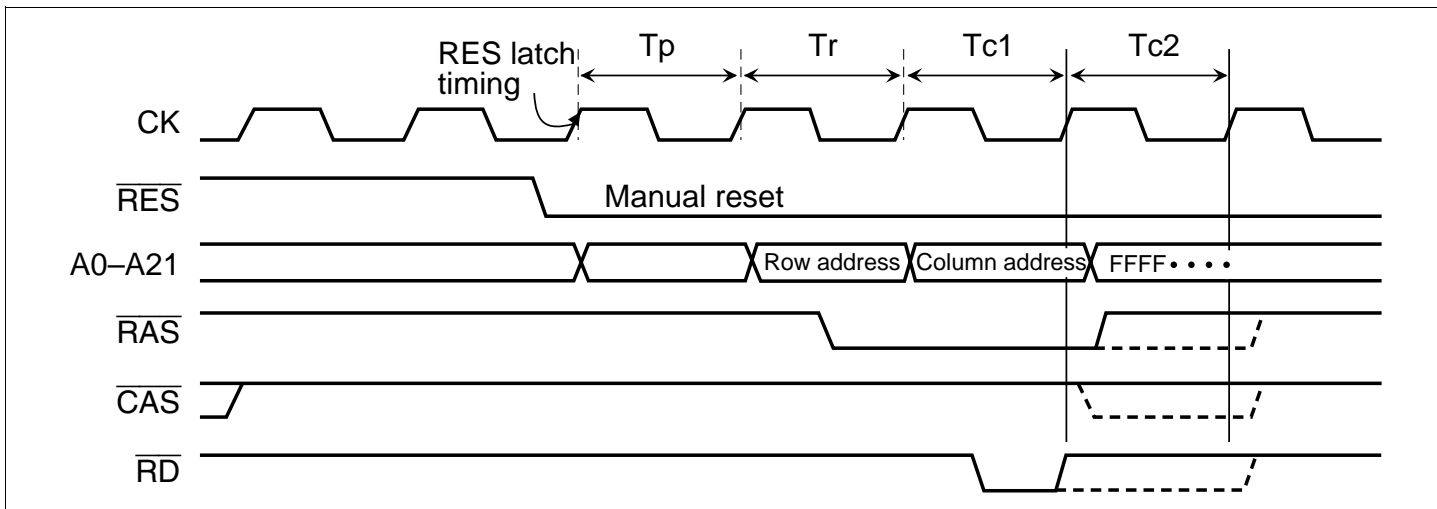 RES latch
timing
Tp
Tr
Tc1
Tc2
CK
RES
Manual reset
A0–A21
Row address
Column address
FFFF • • • •
RAS
CAS
RD